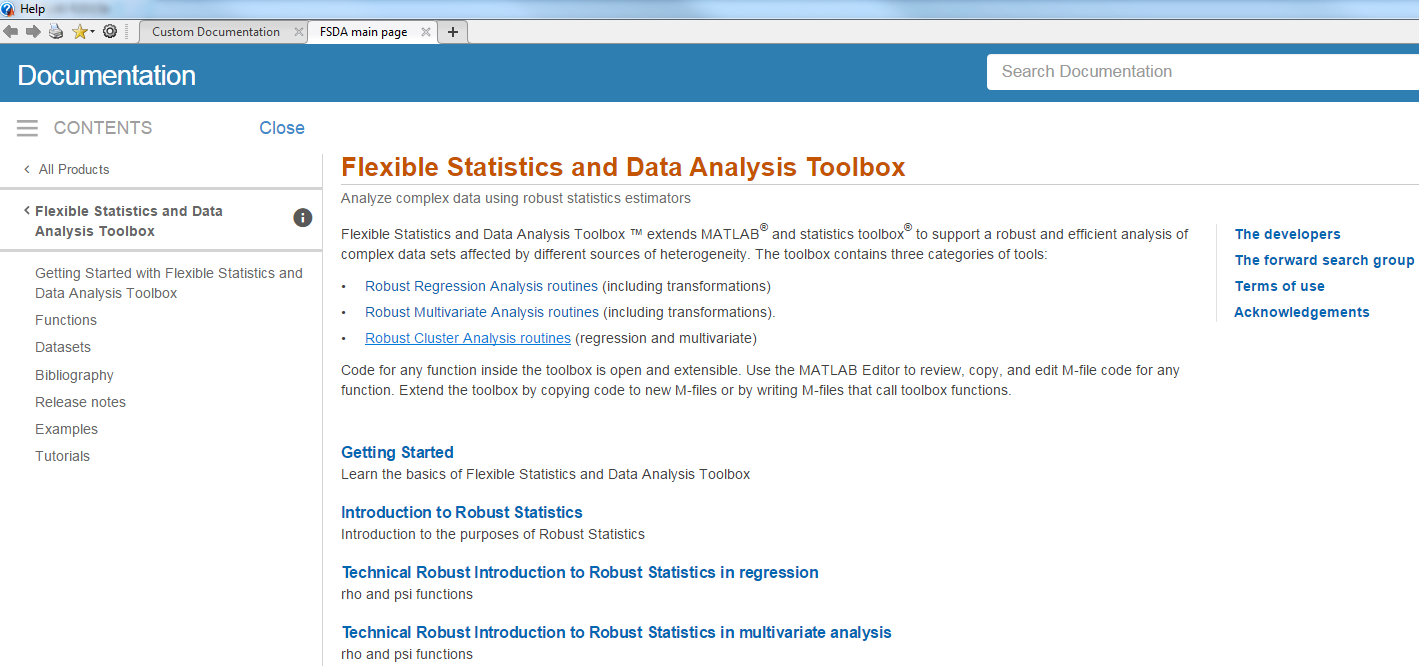 Help
Custom Documentation
FSDA main page
Documentation
Search Documentation
CONTENTS
Close
All Products
Flexible Statistics and Data
Analysis Toolbox
Getting Started with Flexible Statistics and
Data Analysis Toolbox
Functions
Datasets
Bibliography
Release notes
Examples
Tutorials
Flexible Statistics and Data Analysis Toolbox
Analyze complex data using robust statistics estimators
Flexible Statistics and Data Analysis Toolbox ™ extends MATLAB® and statistics toolbox® to support a robust and efficient analysis of
complex data sets affected by different sources of heterogeneity. The toolbox contains three categories of tools:
• Robust Regression Analysis routines (including transformations)
• Robust Multivariate Analysis routines (including transformations).
• Robust Cluster Analysis routines (regression and multivariate)
Code for any function inside the toolbox is open and extensible. Use the MATLAB Editor to review, copy, and edit M-file code for any
function. Extend the toolbox by copying code to new M-files or by writing M-files that call toolbox functions.
Getting Started
Learn the basics of Flexible Statistics and Data Analysis Toolbox
Introduction to Robust Statistics
Introduction to the purposes of Robust Statistics
Technical Robust Introduction to Robust Statistics in regression
rho and psi functions
Technical Robust Introduction to Robust Statistics in multivariate analysis
rho and psi functions
The developers
The forward search group
Terms of use
Acknowledgements